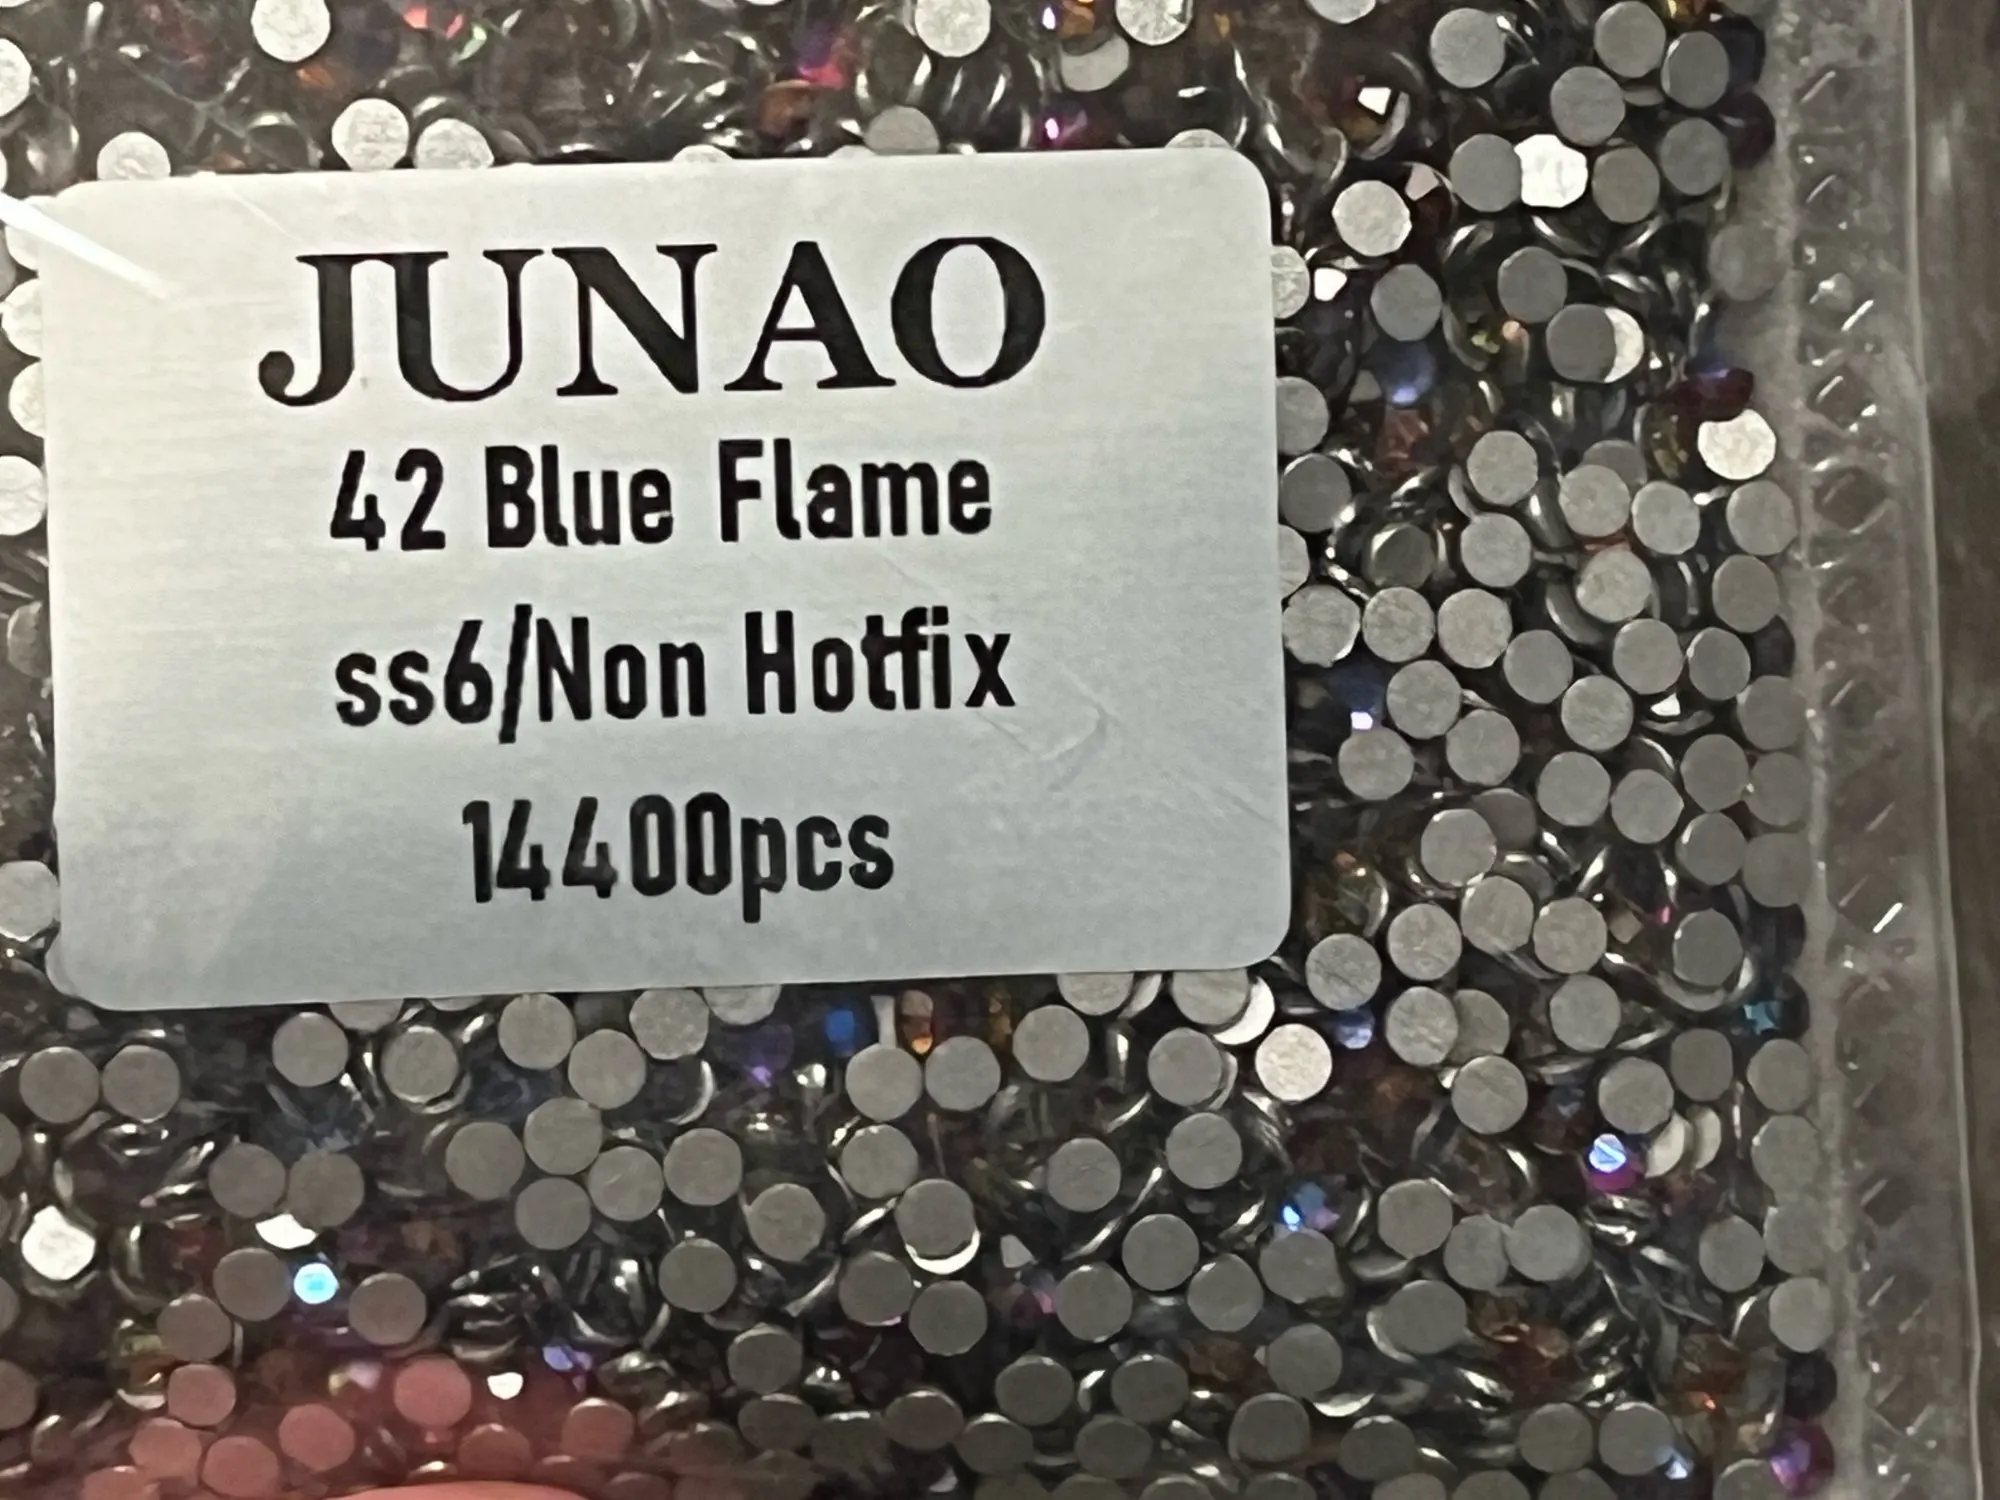 JUNAO
42 Blue Flame
ss6/Non Hotfix
14400pcs